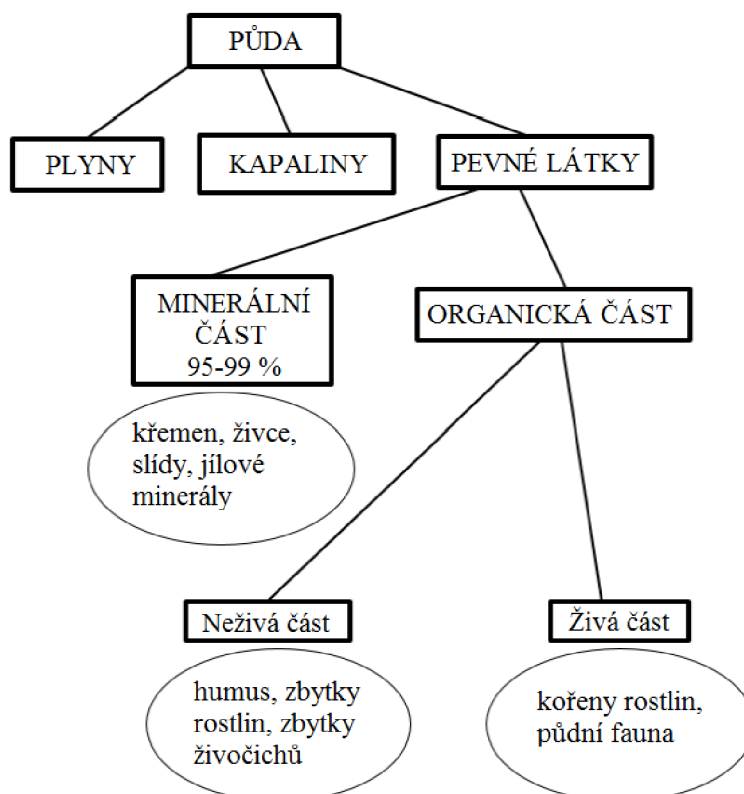 PŮDA
PLYNY
KAPALINY
PEVNÉ LÁTKY
MINERÁLNÍ
ČÁST
95-99 %
ORGANICKÁ ČÁST
křemen, živce,
slídy, jílové
minerály
Neživá část
Živá část
humus, zbytky
rostlin, zbytky
živočichů
kořeny rostlin,
půdní fauna